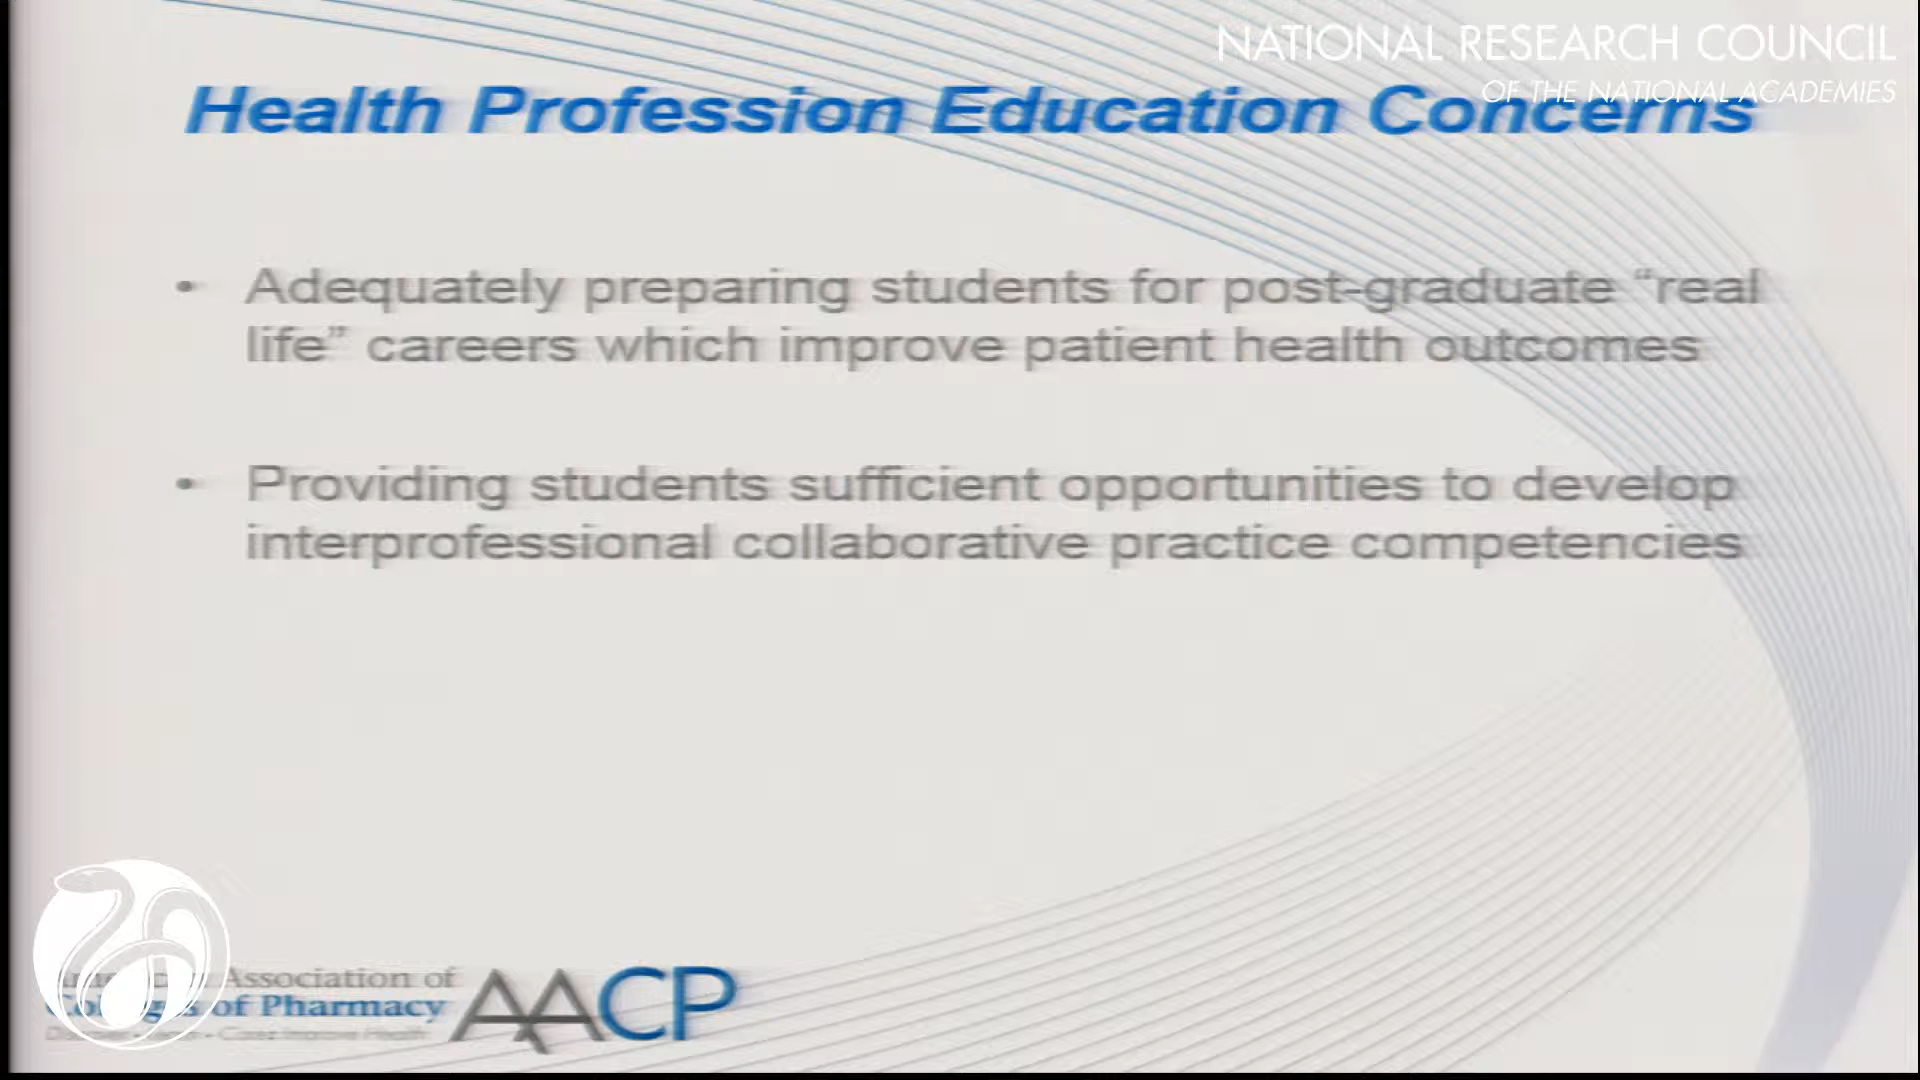 NATIONAL RESEARCH COUNCIL
OF THE NATIONAL ACADEMIES
Health Profession Education Concerns
• Adequately preparing students for post-graduate “real
life” careers which improve patient health outcomes
• Providing students sufficient opportunities to develop
interprofessional collaborative practice competencies
Association of
of Pharmacy
AACP